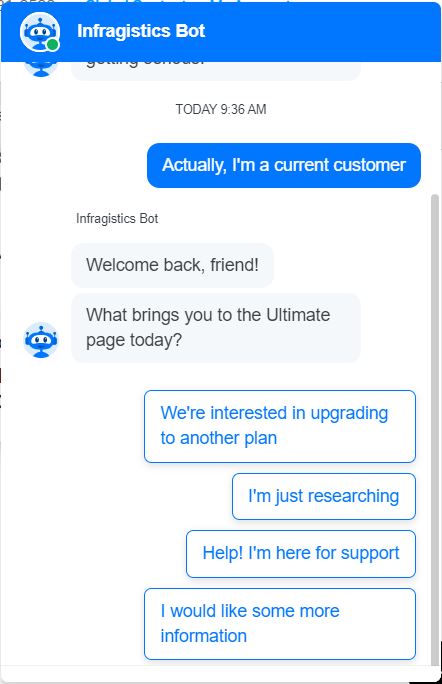 Infragistics Bot
getting serious.
TODAY 9:36 AM
Actually, I'm a current customer
Infragistics Bot
Welcome back, friend!
What brings you to the Ultimate
page today?
We're interested in upgrading
to another plan
I'm just researching
Help! I'm here for support
I would like some more
information